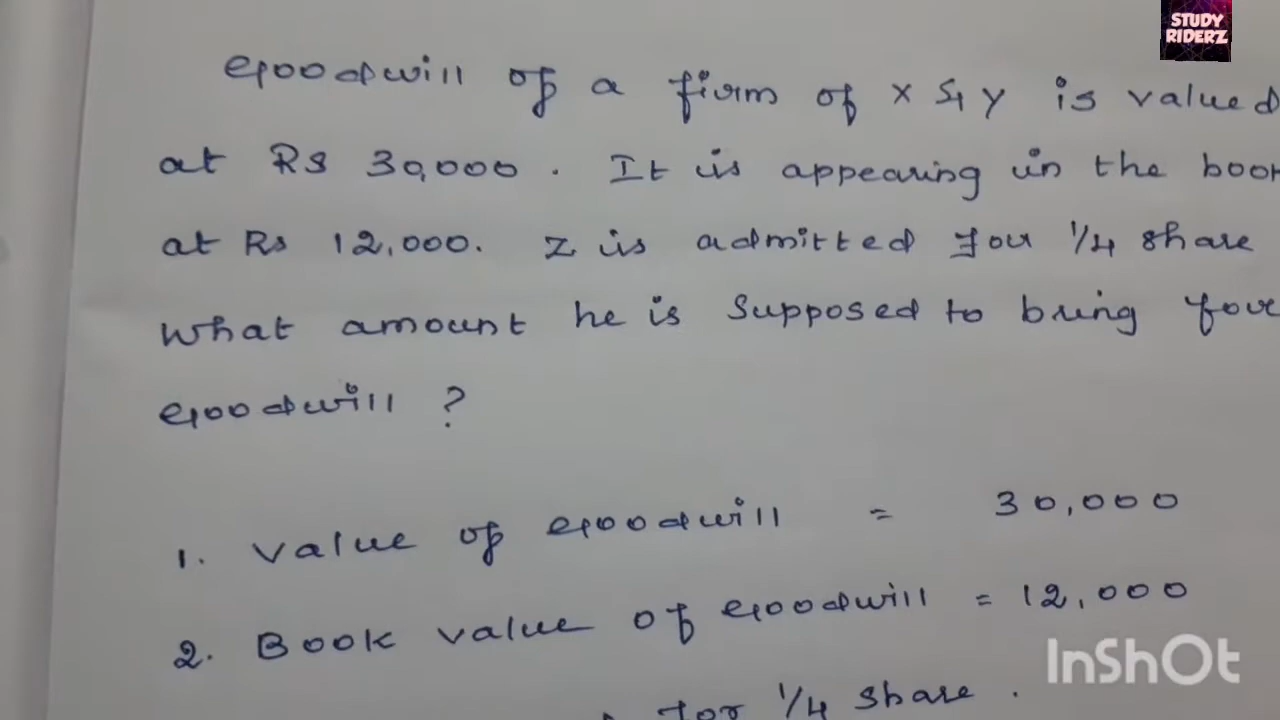 STUDY
RIDERZ
Goodwill of a firm of X & Y is valued
at Rs 30,000. It is appearing in the book
at Rs 12,000. Z is admitted for 1/4 share
What amount he is Supposed to bring for
Goodwill ?
1. Value of Goodwill = 30,000
2. Book value of Goodwill = 12,000
for 1/4 share.
InShOt